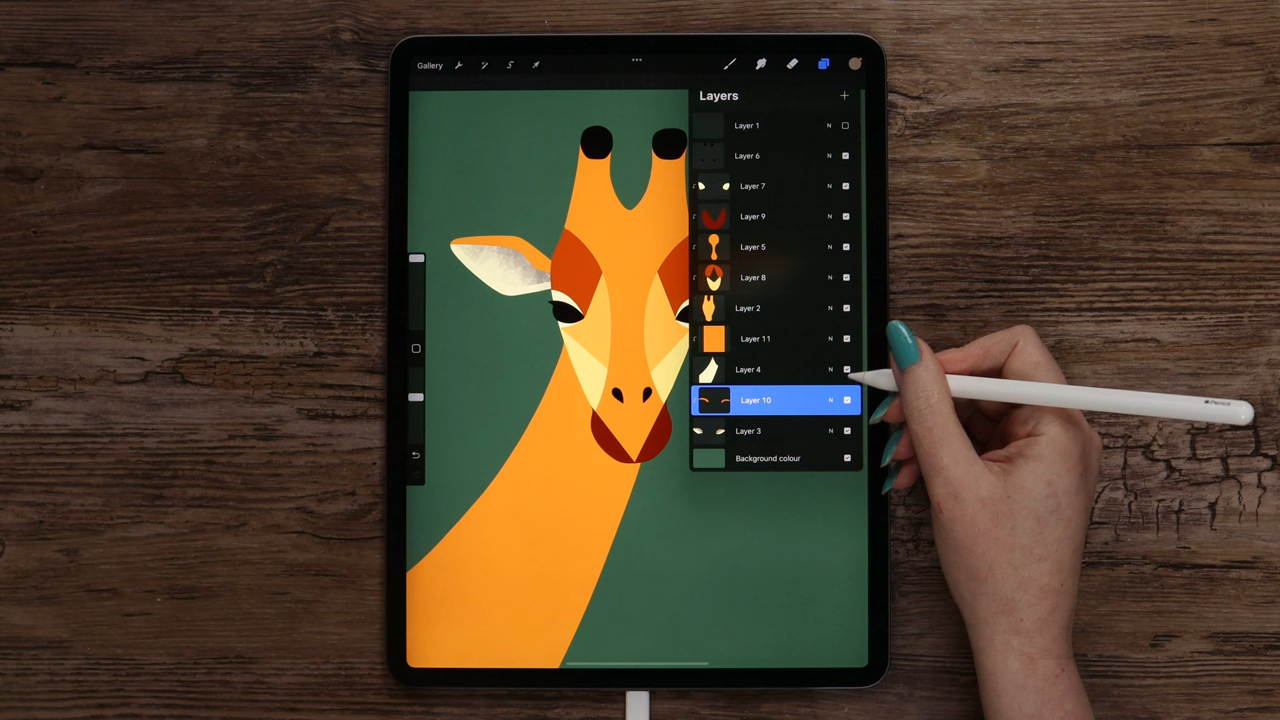 Gallery
Layers
Layer 1 N
Layer 6 N
Layer 7 N
Layer 9 N
Layer 5 N
Layer 8 N
Layer 2 N
Layer 11 N
Layer 4 N
Layer 10 N
Layer 3 N
Background colour
Pencil